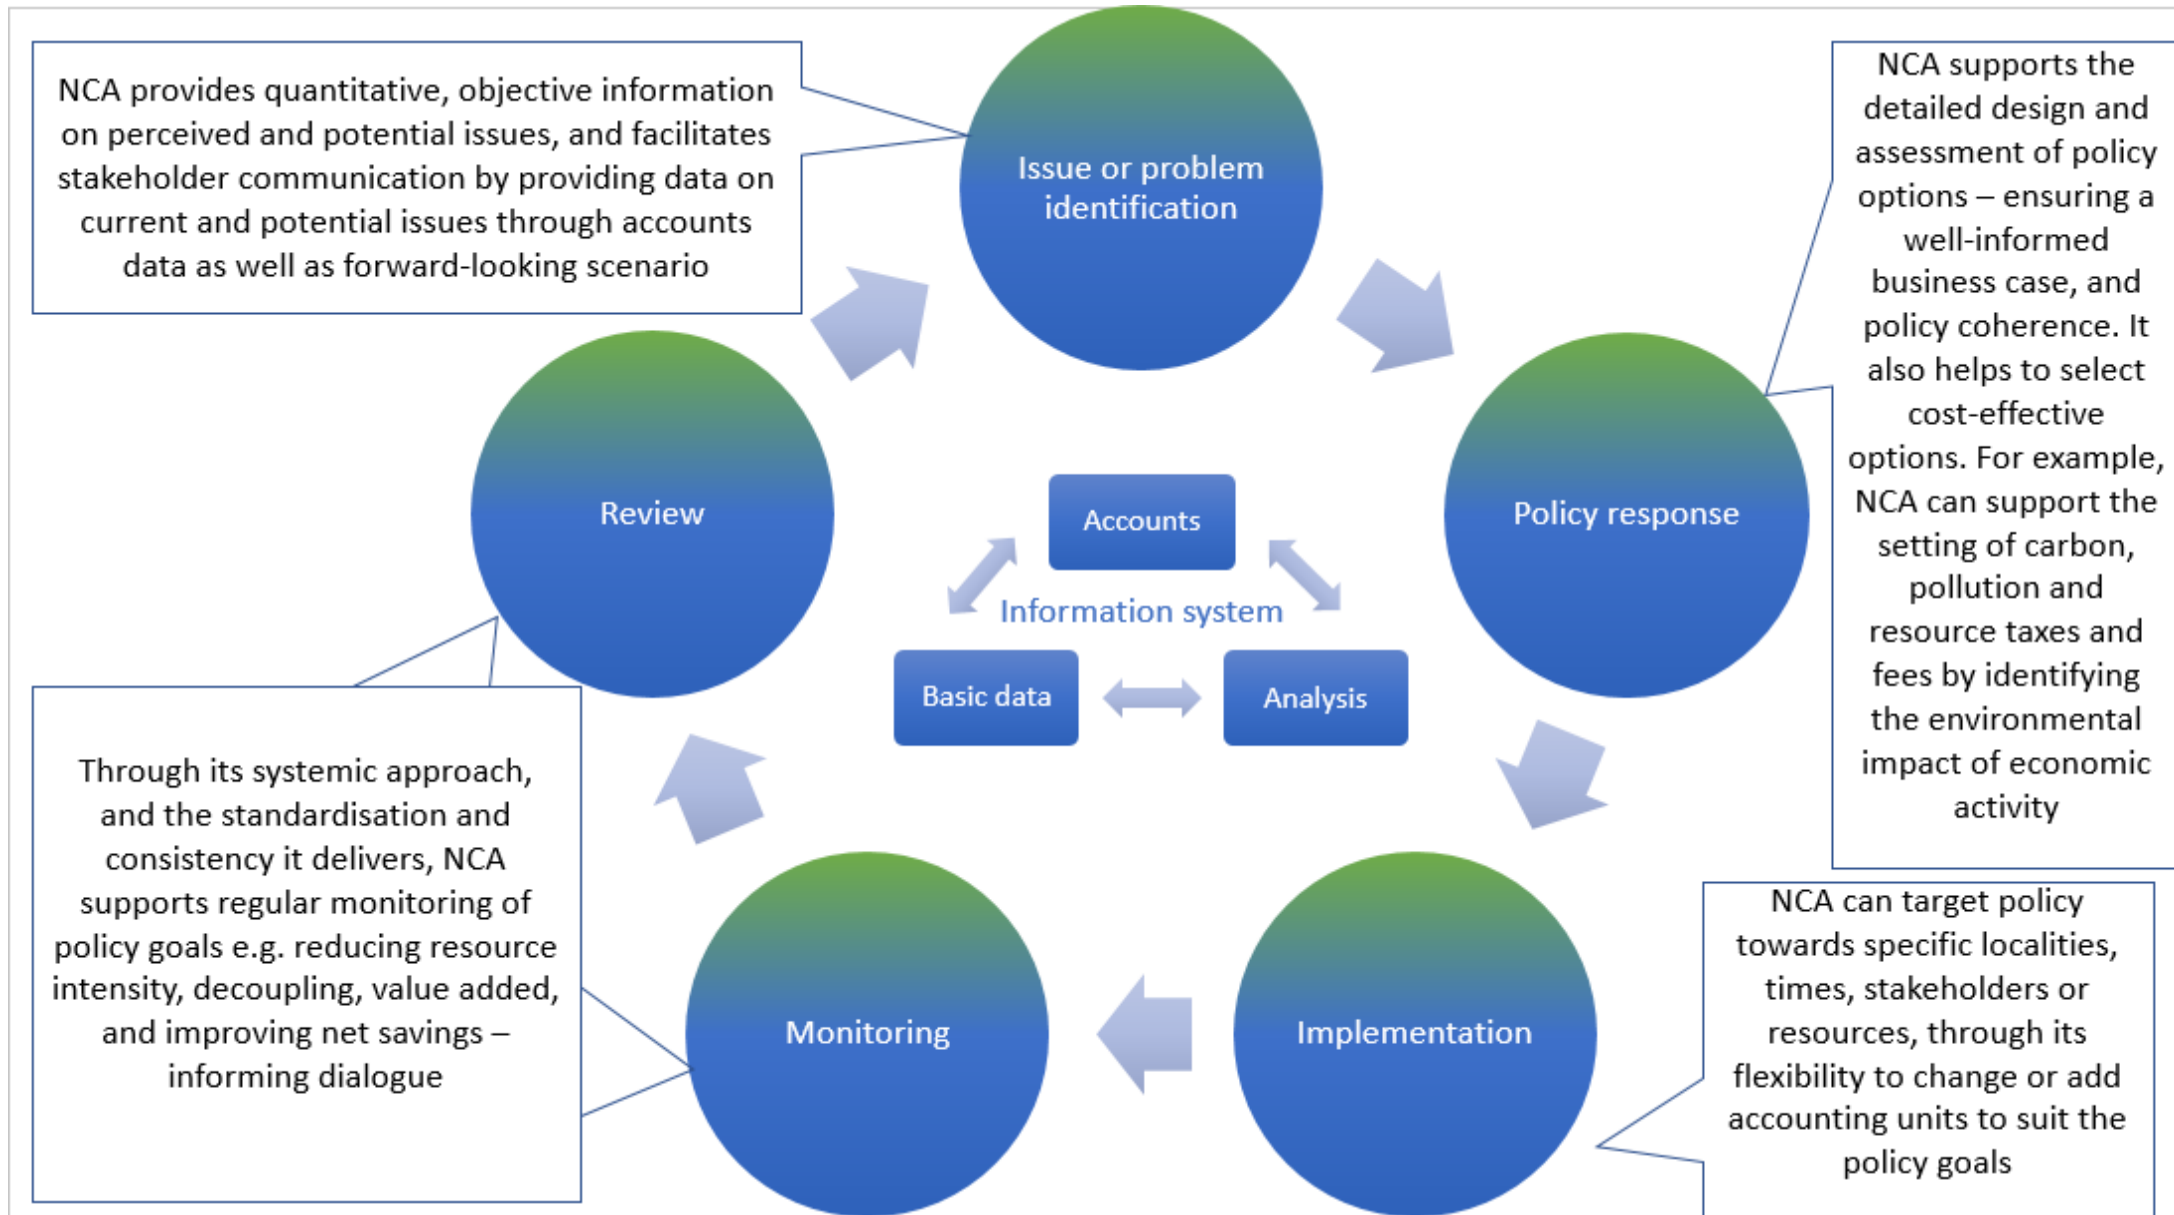 NCA provides quantitative, objective information
on perceived and potential issues, and facilitates
stakeholder communication by providing data on
current and potential issues through accounts
data as well as forward-looking scenario
Issue or problem
identification
NCA supports the
detailed design and
assessment of policy
options – ensuring a
well-informed
business case, and
policy coherence. It
also helps to select
cost-effective
options. For example,
NCA can support the
setting of carbon,
pollution and
resource taxes and
fees by identifying
the environmental
impact of economic
activity
Review
Accounts
Policy response
Information system
Basic data
Analysis
Through its systemic approach,
and the standardisation and
consistency it delivers, NCA
supports regular monitoring of
policy goals e.g. reducing resource
intensity, decoupling, value added,
and improving net savings –
informing dialogue
Monitoring
Implementation
NCA can target policy
towards specific localities,
times, stakeholders or
resources, through its
flexibility to change or add
accounting units to suit the
policy goals